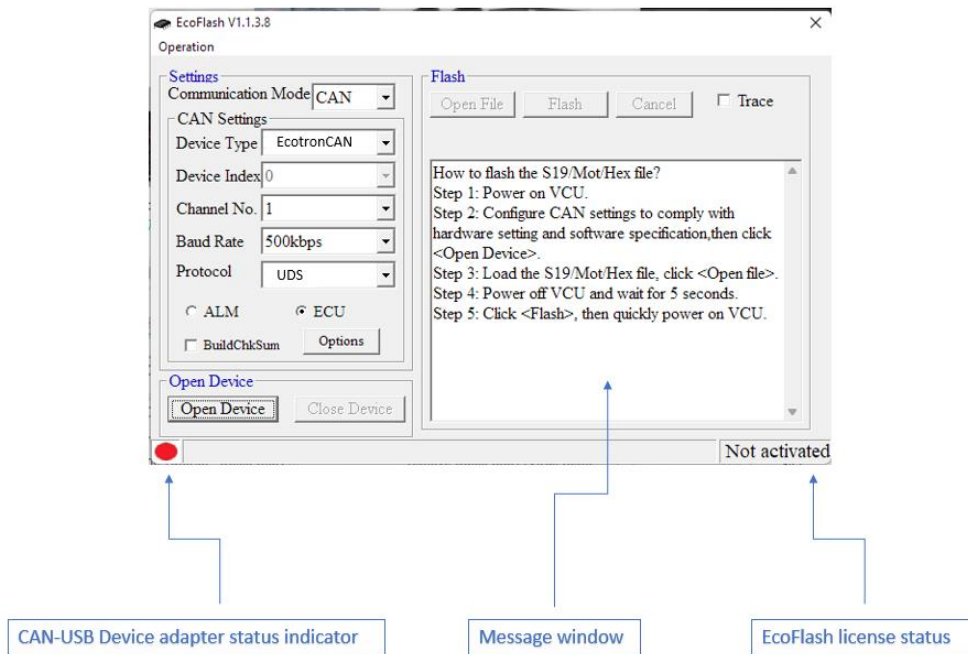 EcoFlash V1.1.3.8
Operation
Settings
Communication Mode CAN
CAN Settings
Device Type EcotronCAN
Device Index 0
Channel No. 1
Baud Rate 500kbps
Protocol UDS
ALM ECU
BuildChkSum Options
Open Device
Open Device Close Device
Flash
Open File Flash Cancel Trace
How to flash the S19/Mot/Hex file?
Step 1: Power on VCU.
Step 2: Configure CAN settings to comply with
hardware setting and software specification,then click
<Open Device>.
Step 3: Load the S19/Mot/Hex file, click <Open file>.
Step 4: Power off VCU and wait for 5 seconds.
Step 5: Click <Flash>, then quickly power on VCU.
Not activated
CAN-USB Device adapter status indicator
Message window
EcoFlash license status